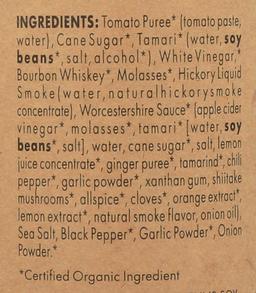 INGREDIENTS: Tomato Puree* (tomato paste,
water), Cane Sugar*, Tamari* (water, soy
beans*, salt, alcohol*), White Vinegar,*
Bourbon Whiskey*, Molasses*, Hickory Liquid
Smoke (water, natural hickory smoke
concentrate), Worcestershire Sauce* (apple cider
vinegar*, molasses*, tamari* [water, soy
beans*, salt], water, cane sugar*, salt, lemon
juice concentrate*, ginger puree*, tamarind*, chili
pepper*, garlic powder*, xanthan gum, shiitake
mushrooms*, allspice*, cloves*, orange extract*,
lemon extract*, natural smoke flavor, onion oil),
Sea Salt, Black Pepper*, Garlic Powder*, Onion
Powder.*
*Certified Organic Ingredient